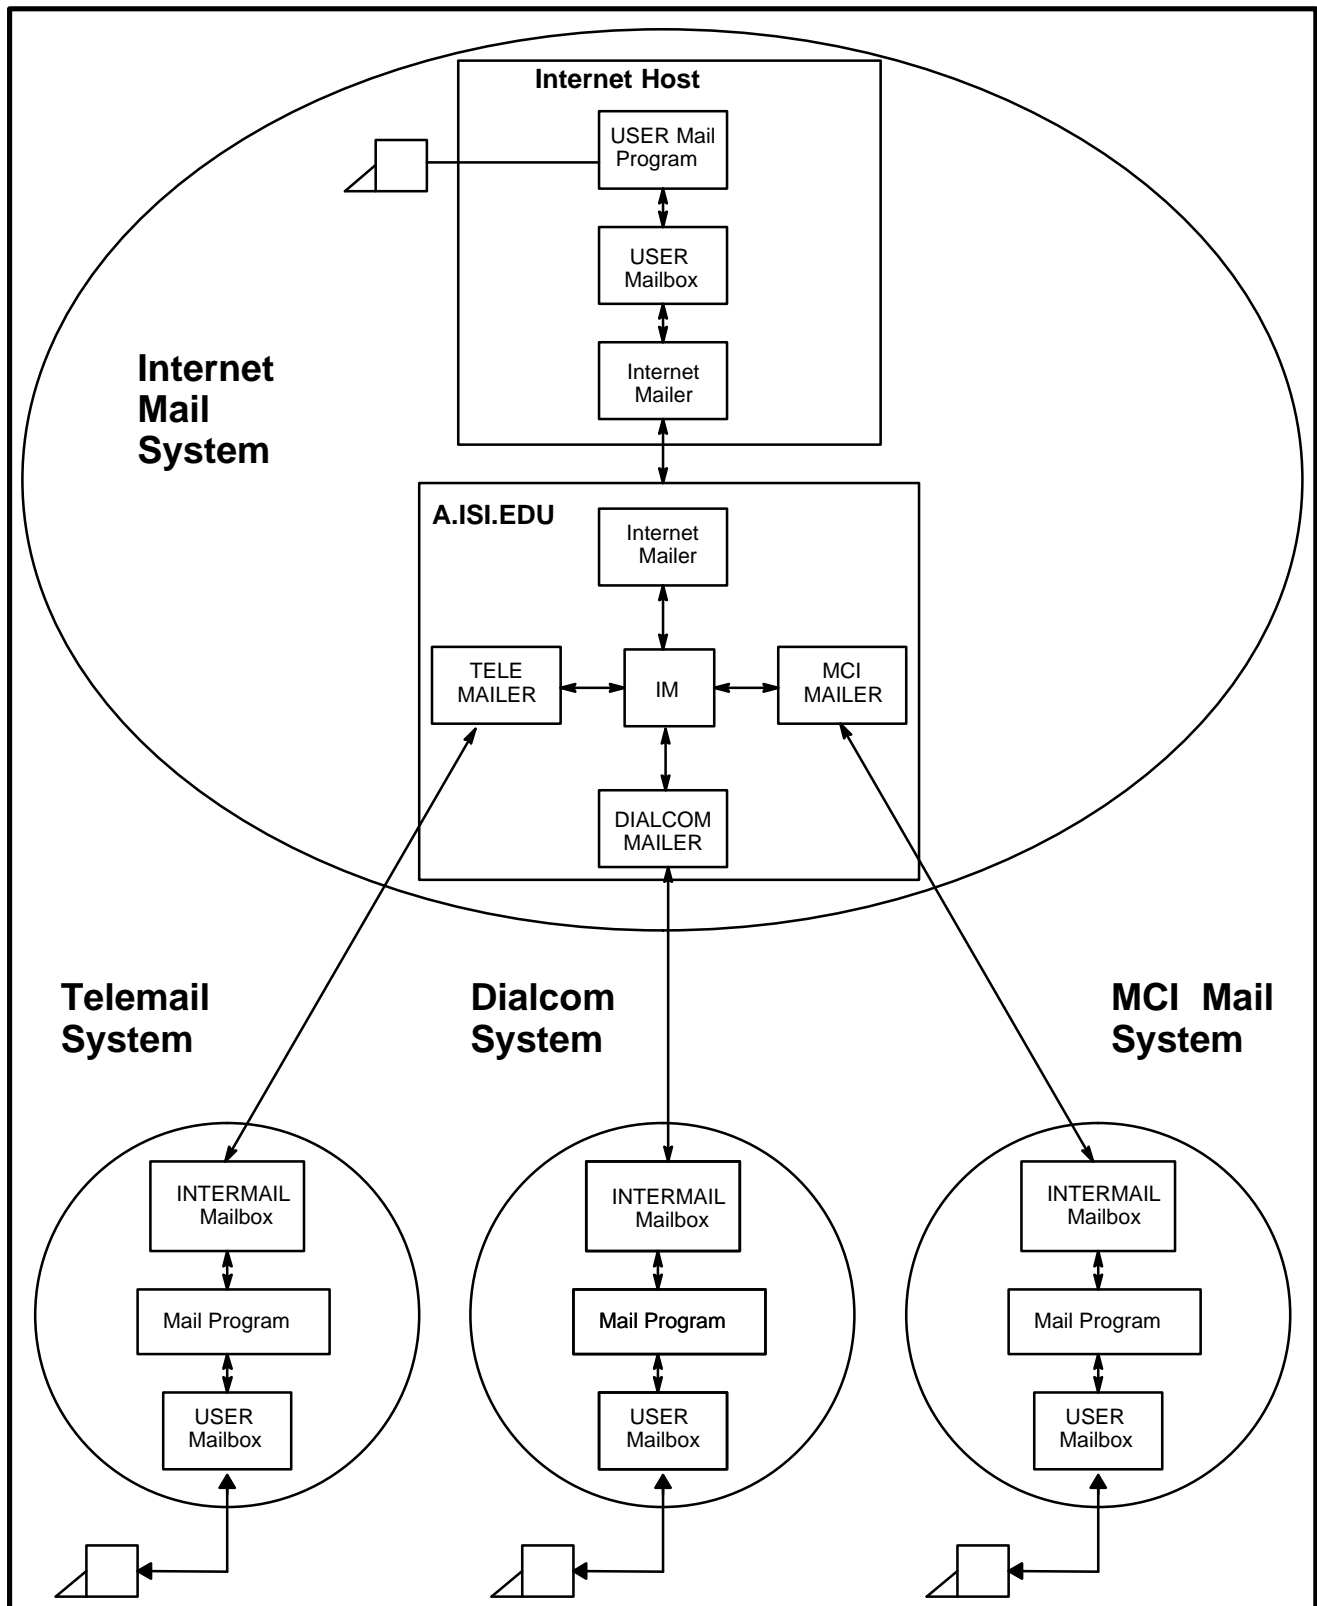 Internet Host
USER Mail
Program
USER
Mailbox
Internet
Mailer
Internet
Mail
System
A.ISI.EDU
Internet
Mailer
TELE
MAILER
IM
MCI
MAILER
DIALCOM
MAILER
Telemail
System
Dialcom
System
MCI Mail
System
INTERMAIL
Mailbox
Mail Program
USER
Mailbox
INTERMAIL
Mailbox
Mail Program
USER
Mailbox
INTERMAIL
Mailbox
Mail Program
USER
Mailbox